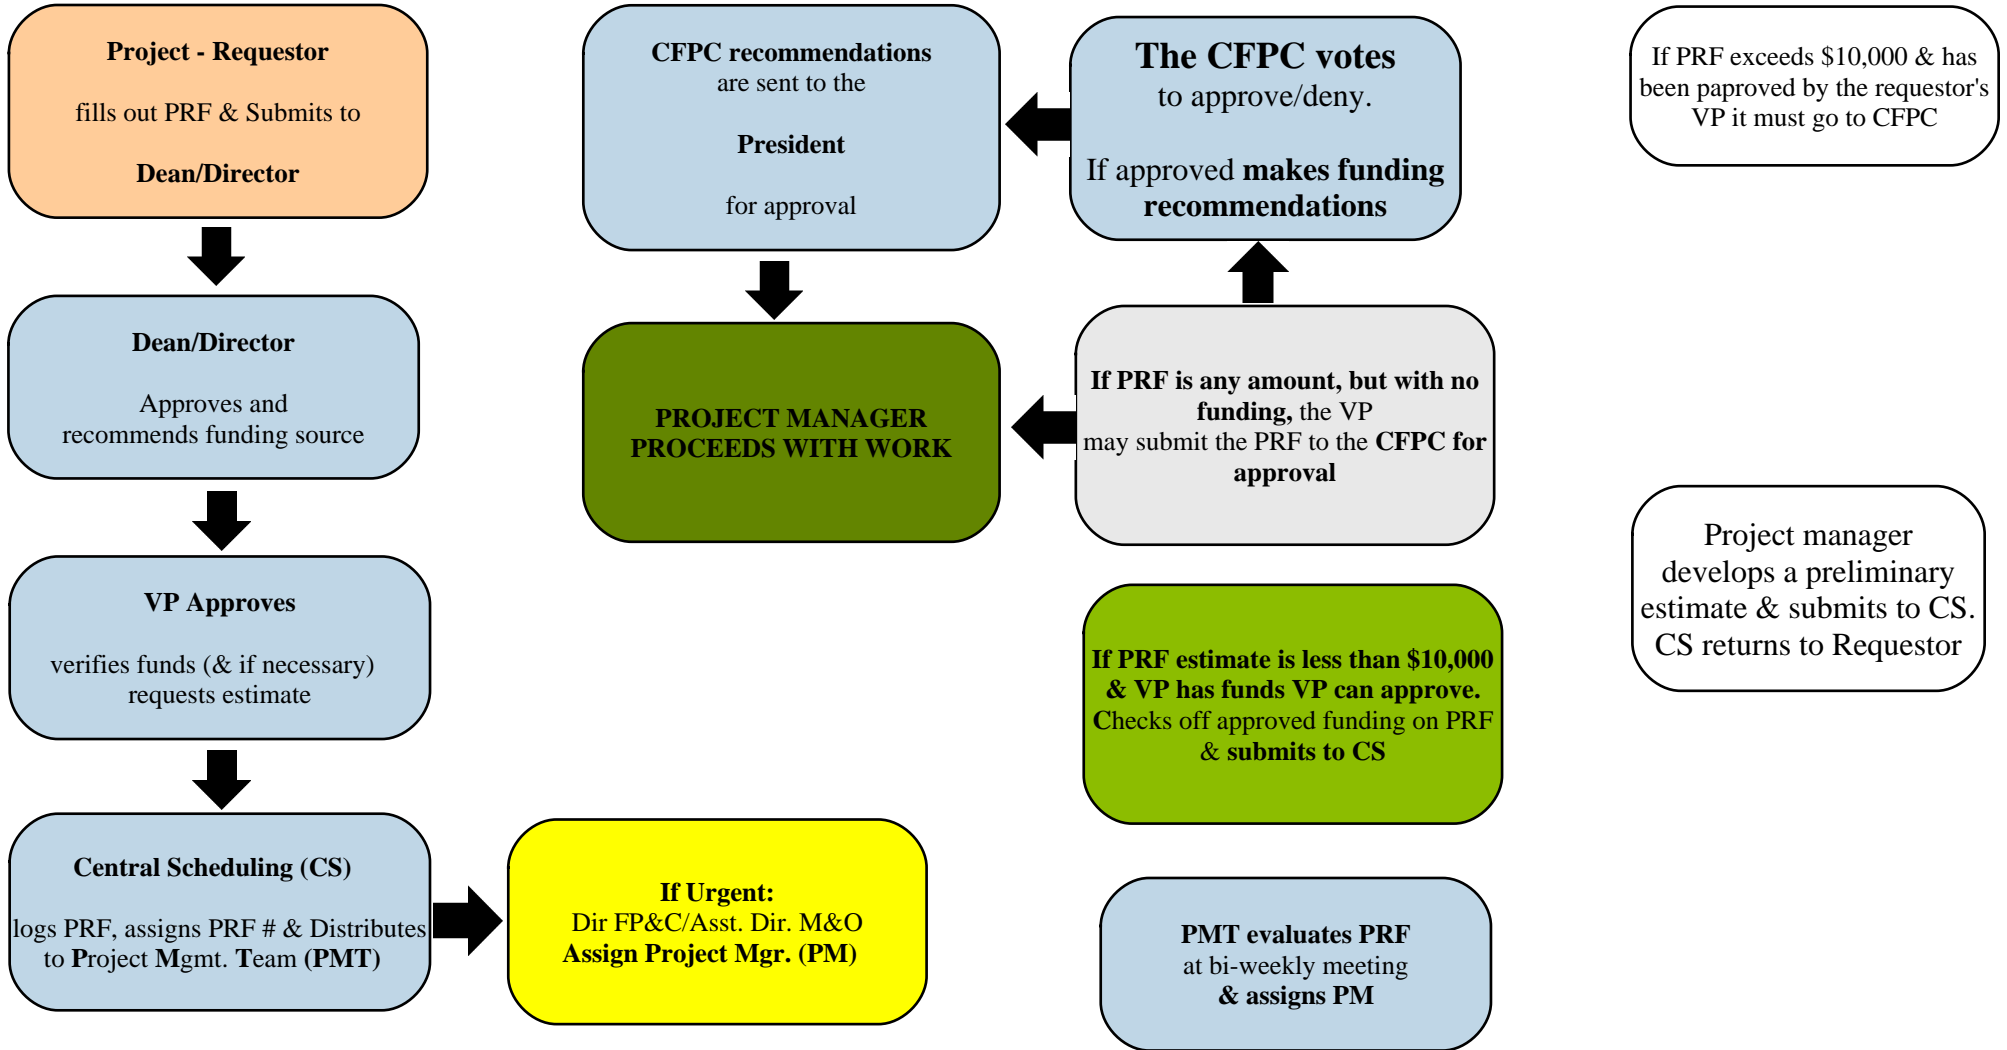 Project - Requestor
fills out PRF & Submits to
Dean/Director
Dean/Director
Approves and
recommends funding source
VP Approves
verifies funds (& if necessary)
requests estimate
Central Scheduling (CS)
logs PRF, assigns PRF # & Distributes
to Project Mgmt. Team (PMT)
If Urgent:
Dir FP&C/Asst. Dir. M&O
Assign Project Mgr. (PM)
CFPC recommendations
are sent to the
President
for approval
PROJECT MANAGER
PROCEEDS WITH WORK
The CFPC votes
to approve/deny.
If approved makes funding
recommendations
If PRF is any amount, but with no
funding, the VP
may submit the PRF to the CFPC for
approval
If PRF estimate is less than $10,000
& VP has funds VP can approve.
Checks off approved funding on PRF
& submits to CS
PMT evaluates PRF
at bi-weekly meeting
& assigns PM
If PRF exceeds $10,000 & has
been paproved by the requestor's
VP it must go to CFPC
Project manager
develops a preliminary
estimate & submits to CS.
CS returns to Requestor